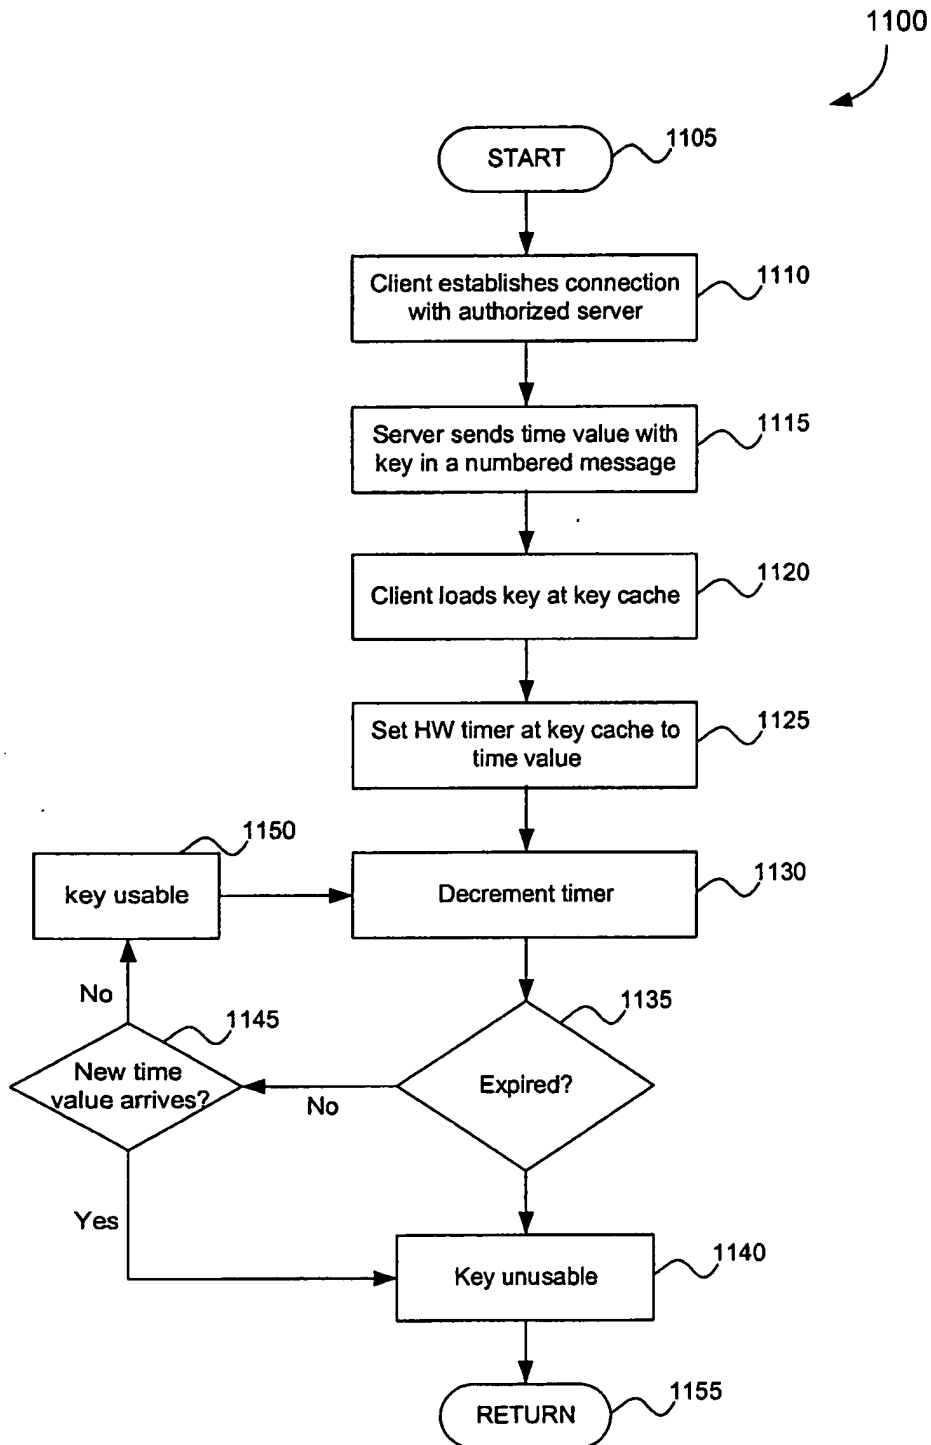 1100
START
1105
Client establishes connection
with authorized server
1110
Server sends time value with
key in a numbered message
1115
Client loads key at key cache
1120
Set HW timer at key cache to
time value
1125
1150
key usable
Decrement timer
1130
No
1145
New time
value arrives?
No
1135
Expired?
Yes
Key unusable
1140
RETURN
1155